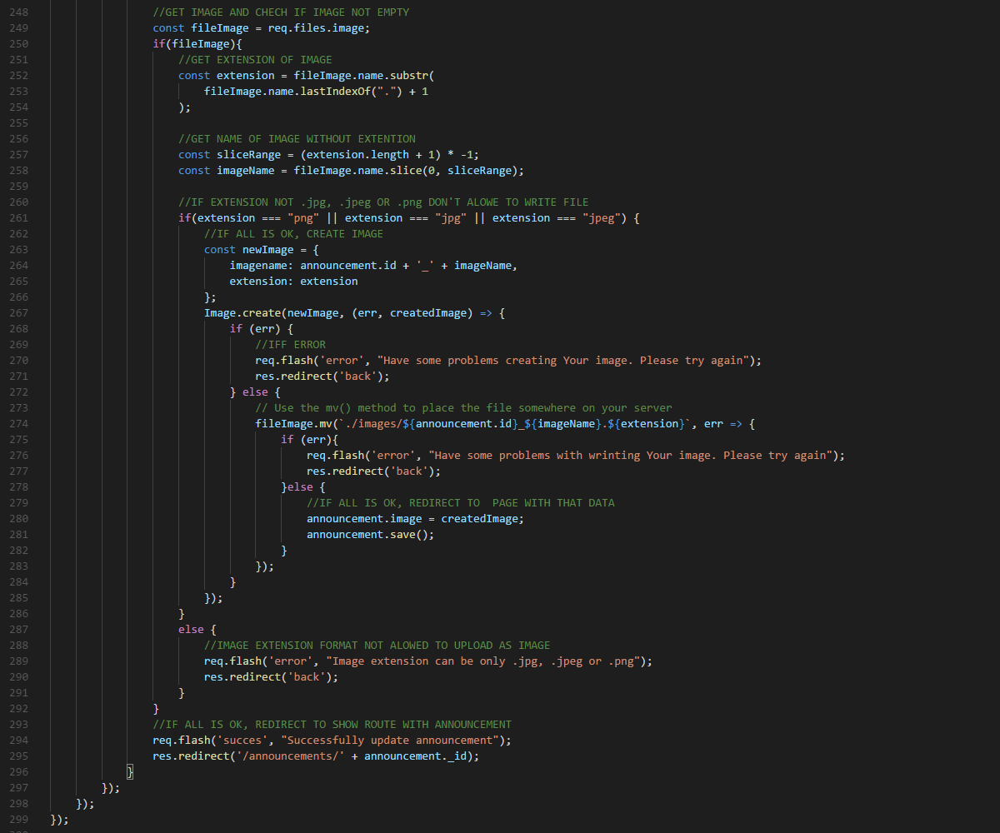 248 //GET IMAGE AND CHECH IF IMAGE NOT EMPTY
249 const fileImage = req.files.image;
250 if(fileImage){
251 //GET EXTENSION OF IMAGE
252 const extension = fileImage.name.substr(
253 fileImage.name.lastIndexOf(".") + 1
254 );
255
256 //GET NAME OF IMAGE WITHOUT EXTENTION
257 const sliceRange = (extension.length + 1) * -1;
258 const imageName = fileImage.name.slice(0, sliceRange);
259
260 //IF EXTENSION NOT .jpg, .jpeg OR .png DON'T ALOWE TO WRITE FILE
261 if(extension === "png" || extension === "jpg" || extension === "jpeg") {
262 //IF ALL IS OK, CREATE IMAGE
263 const newImage = {
264 imagename: announcement.id + '_' + imageName,
265 extension: extension
266 };
267 Image.create(newImage, (err, createdImage) => {
268 if (err) {
269 //IFF ERROR
270 req.flash('error', "Have some problems creating Your image. Please try again");
271 res.redirect('back');
272 } else {
273 // Use the mv() method to place the file somewhere on your server
274 fileImage.mv(`./images/${announcement.id}_${imageName}.${extension}`, err => {
275 if (err){
276 req.flash('error', "Have some problems with wrinting Your image. Please try again");
277 res.redirect('back');
278 }else {
279 //IF ALL IS OK, REDIRECT TO  PAGE WITH THAT DATA
280 announcement.image = createdImage;
281 announcement.save();
282 }
283 });
284 }
285 });
286 }
287 else {
288 //IMAGE EXTENSION FORMAT NOT ALOWED TO UPLOAD AS IMAGE
289 req.flash('error', "Image extension can be only .jpg, .jpeg or .png");
290 res.redirect('back');
291 }
292 }
293 //IF ALL IS OK, REDIRECT TO SHOW ROUTE WITH ANNOUNCEMENT
294 req.flash('succes', "Successfully update announcement");
295 res.redirect('/announcements/' + announcement._id);
296 }
297 });
298 });
299 });